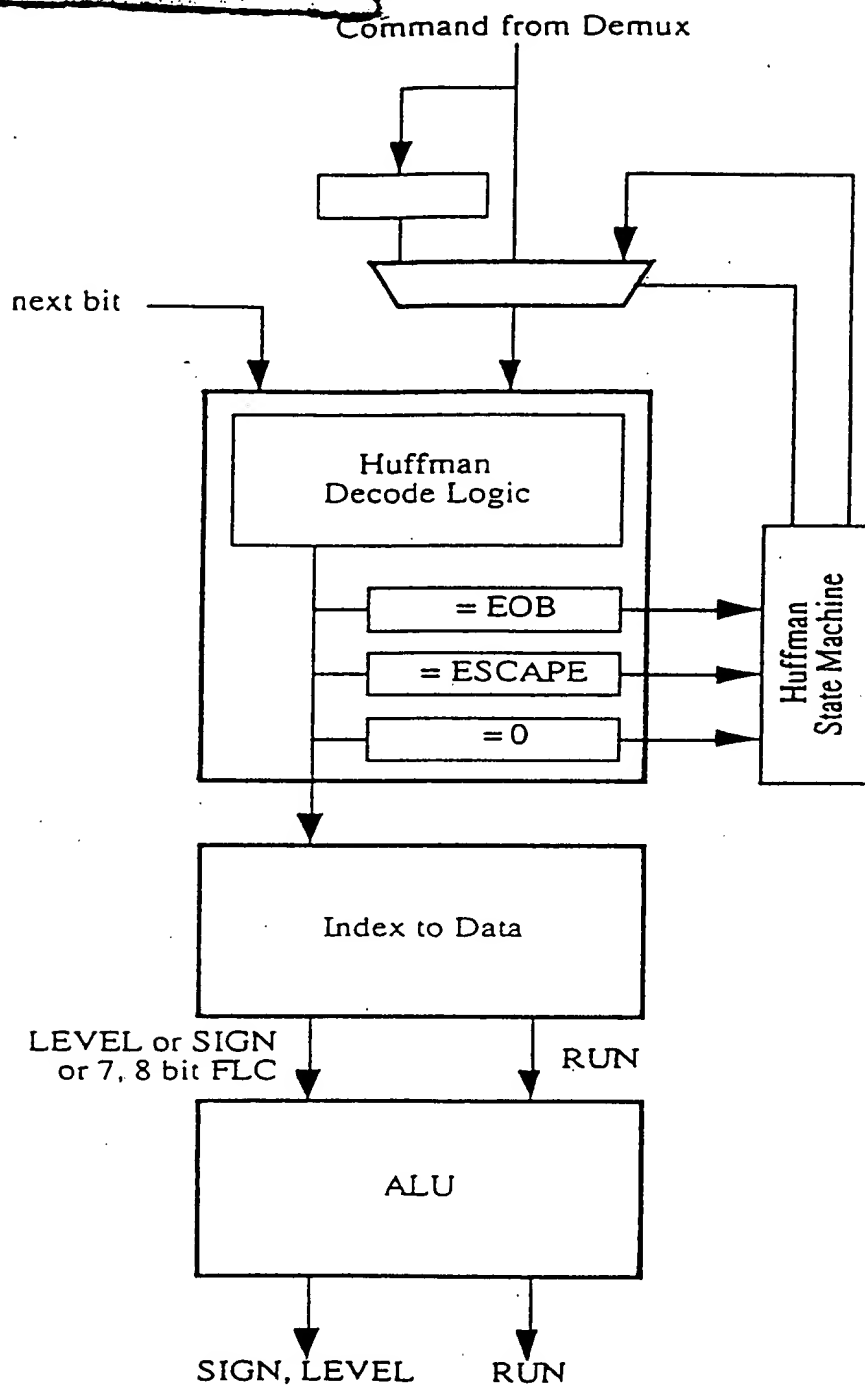 Command from Demux
next bit
Huffman
Decode Logic
= EOB
= ESCAPE
= 0
Huffman
State Machine
Index to Data
LEVEL or SIGN
or 7, 8 bit FLC
RUN
ALU
SIGN, LEVEL
RUN